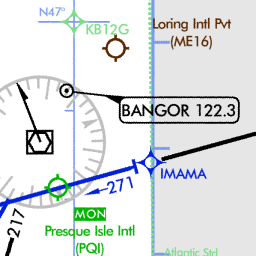 N47°
KB12G
Loring Intl Pvt
(ME16)
BANGOR 122.3
IMAMA
271
217
MON
Presque Isle Intl
(PQI)
Atlantic Std